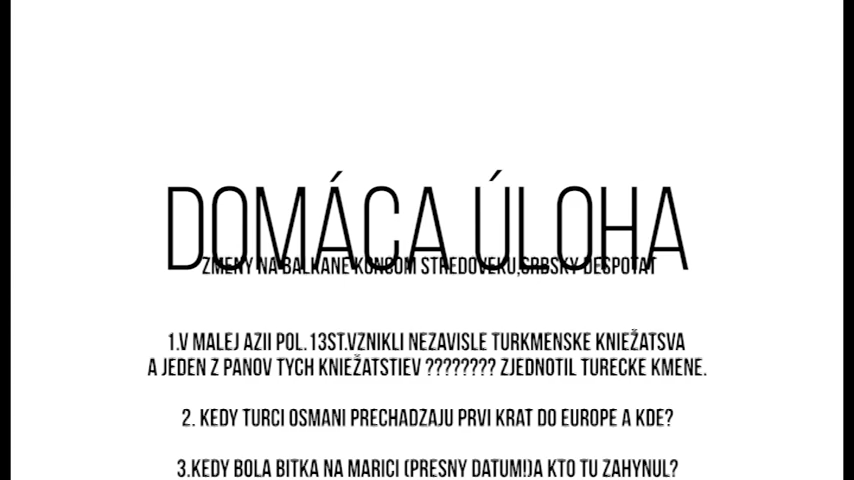 DOMÁCA ÚLOHA
ZMENY NA BALKANE KONCOM STREDOVEKU,SRBSKY DESPOTAT
1.V MALEJ AZII POL.13ST.VZNIKLI NEZAVISLE TURKMENSKE KNIEŽATSVA
A JEDEN Z PANOV TYCH KNIEŽATSTIEV ???????? ZJEDNOTIL TURECKE KMENE.
2. KEDY TURCI OSMANI PRECHADZAJU PRVI KRAT DO EUROPE A KDE?
3.KEDY BOLA BITKA NA MARICI (PRESNY DATUM!)A KTO TU ZAHYNUL?